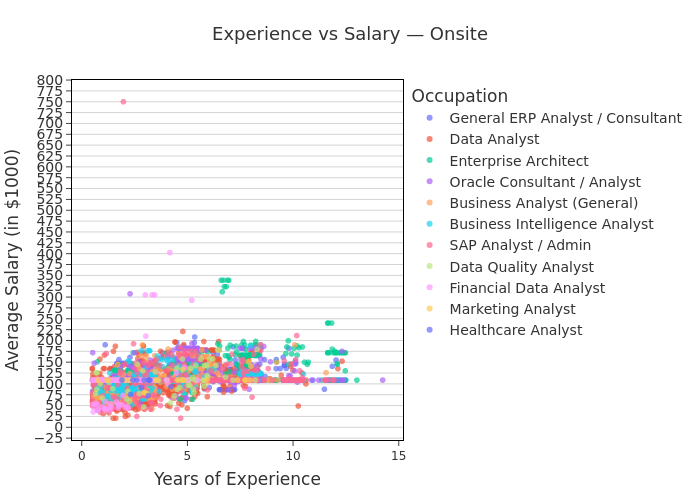 Experience vs Salary — Onsite
Average Salary (in $1000)
800
775
750
725
700
675
650
625
600
575
550
525
500
475
450
425
400
375
350
325
300
275
250
225
200
175
150
125
100
75
50
25
0
−25
0 5 10 15
Years of Experience
Occupation
General ERP Analyst / Consultant
Data Analyst
Enterprise Architect
Oracle Consultant / Analyst
Business Analyst (General)
Business Intelligence Analyst
SAP Analyst / Admin
Data Quality Analyst
Financial Data Analyst
Marketing Analyst
Healthcare Analyst